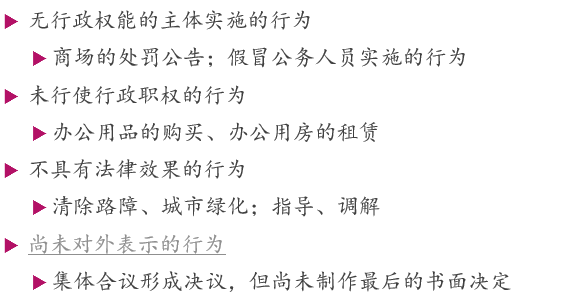 无行政权能的主体实施的行为
商场的处罚公告；假冒公务人员实施的行为
未行使行政职权的行为
办公用品的购买、办公用房的租赁
不具有法律效果的行为
清除路障、城市绿化；指导、调解
尚未对外表示的行为
集体合议形成决议，但尚未制作最后的书面决定